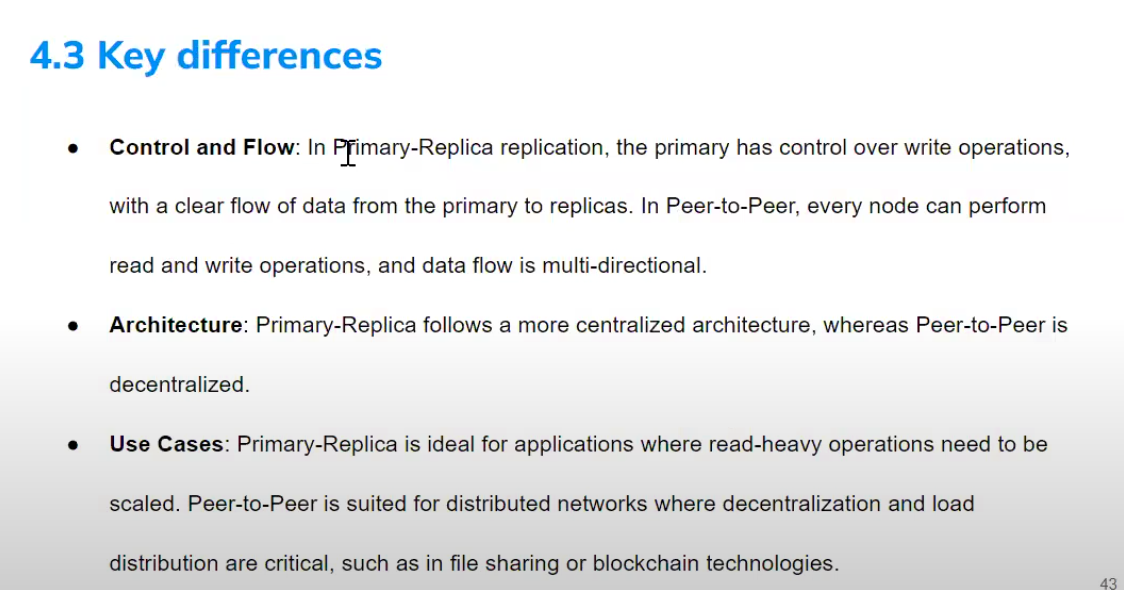 4.3 Key differences
● Control and Flow: In Primary-Replica replication, the primary has control over write operations,
with a clear flow of data from the primary to replicas. In Peer-to-Peer, every node can perform
read and write operations, and data flow is multi-directional.
● Architecture: Primary-Replica follows a more centralized architecture, whereas Peer-to-Peer is
decentralized.
● Use Cases: Primary-Replica is ideal for applications where read-heavy operations need to be
scaled. Peer-to-Peer is suited for distributed networks where decentralization and load
distribution are critical, such as in file sharing or blockchain technologies.
43